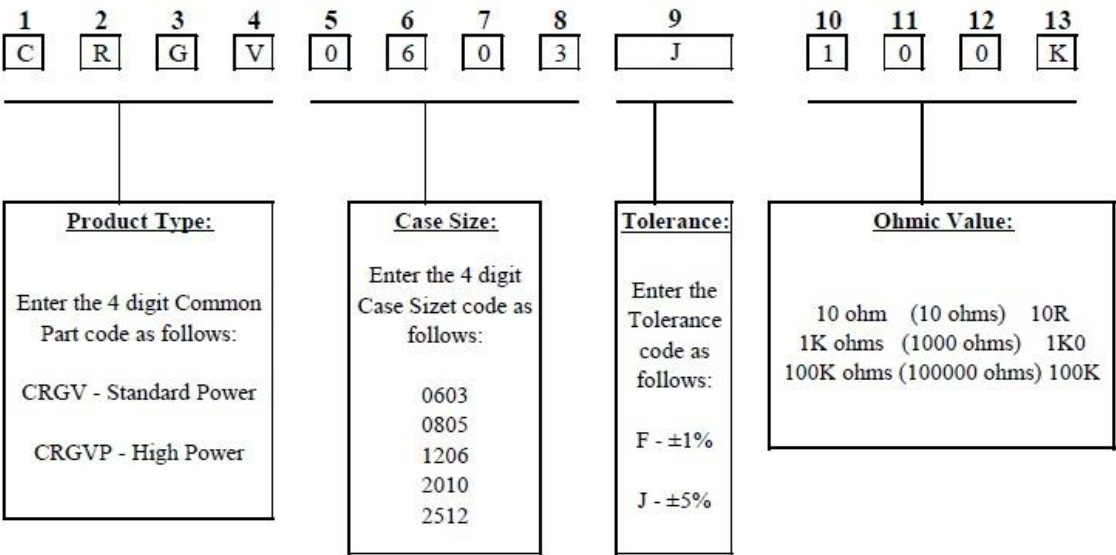 1 2 3 4 5 6 7 8 9 10 11 12 13
C R G V 0 6 0 3 J 1 0 0 K
Product Type:
Enter the 4 digit Common
Part code as follows:
CRGV - Standard Power
CRGVP - High Power
Case Size:
Enter the 4 digit
Case Sizet code as
follows:
0603
0805
1206
2010
2512
Tolerance:
Enter the
Tolerance
code as
follows:
F - ±1%
J - ±5%
Ohmic Value:
10 ohm (10 ohms) 10R
1K ohms (1000 ohms) 1K0
100K ohms (100000 ohms) 100K